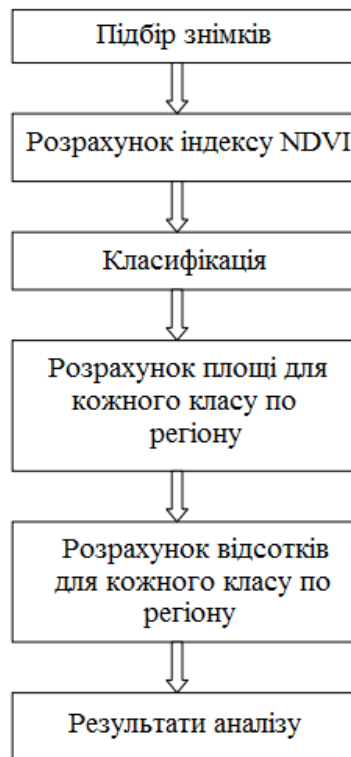 Підбір знімків
Розрахунок індексу NDVI
Класифікація
Розрахунок площі для
кожного класу по
регіону
Розрахунок відсотків
для кожного класу по
регіону
Результати аналізу